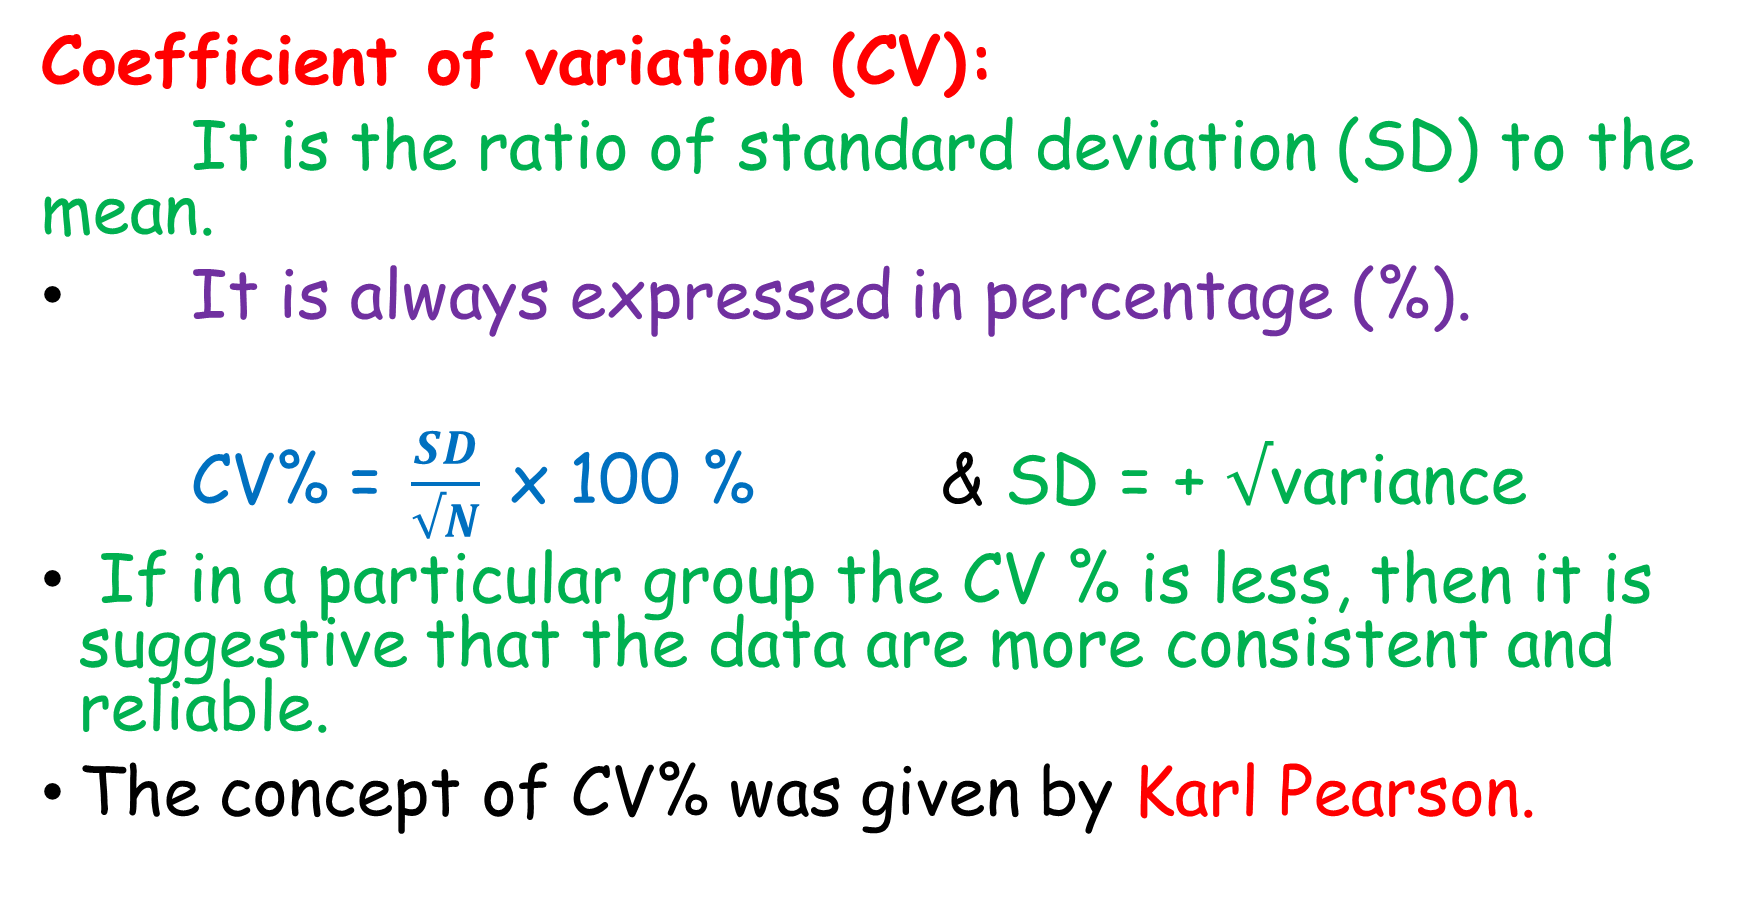 Coefficient of variation (CV):
It is the ratio of standard deviation (SD) to the
mean.
• It is always expressed in percentage (%).
CV% = SD/√N x 100 % & SD = + √variance
• If in a particular group the CV % is less, then it is
suggestive that the data are more consistent and
reliable.
• The concept of CV% was given by Karl Pearson.